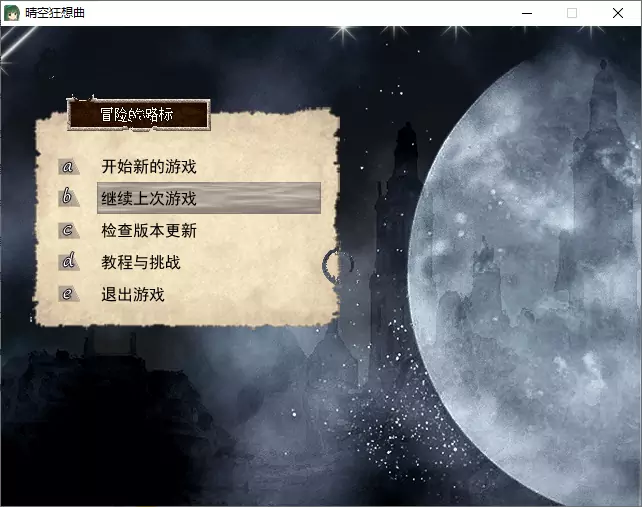 晴空狂想曲
冒险的路标
a 开始新的游戏
b 继续上次游戏
c 检查版本更新
d 教程与挑战
e 退出游戏